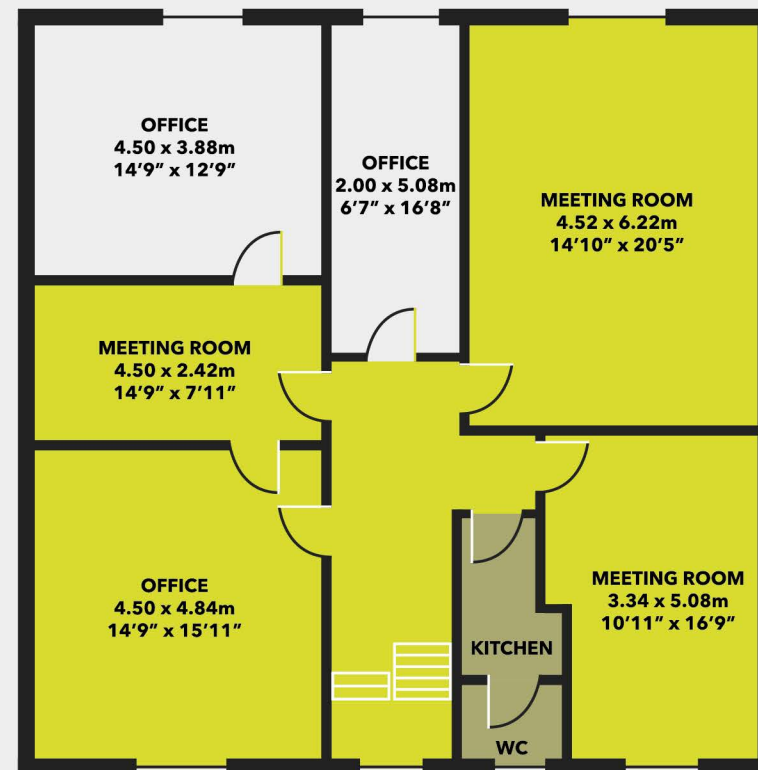 OFFICE
4.50 x 3.88m
14’9” x 12’9”
OFFICE
2.00 x 5.08m
6’7” x 16’8”
MEETING ROOM
4.52 x 6.22m
14’10” x 20’5”
MEETING ROOM
4.50 x 2.42m
14’9” x 7’11”
OFFICE
4.50 x 4.84m
14’9” x 15’11”
MEETING ROOM
3.34 x 5.08m
10’11” x 16’9”
KITCHEN
WC